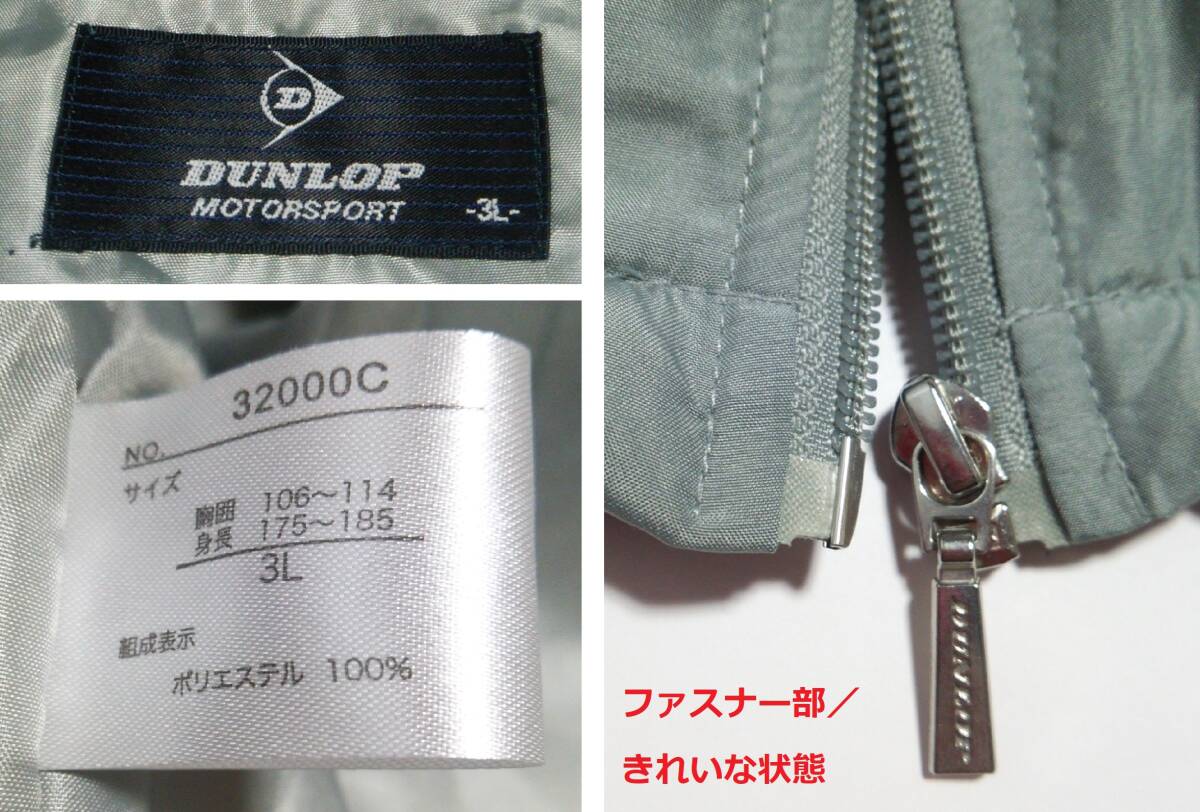 D
DUNLOP
MOTORSPORT -3L-
32000C
NO.
サイズ
胸囲 106～114
身長 175～185
3L
組成表示
ポリエステル 100%
DUNLOP
ファスナー部／
きれいな状態